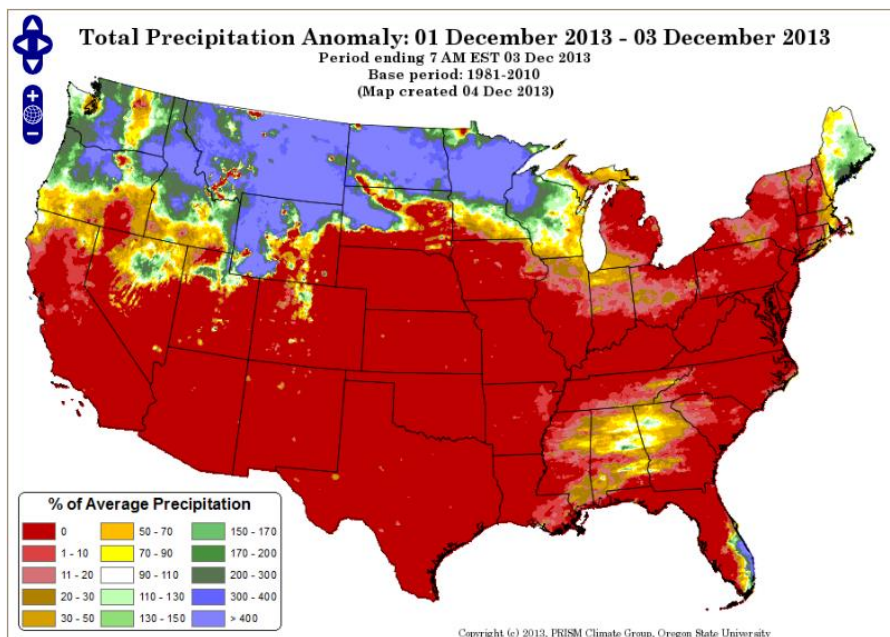 Total Precipitation Anomaly: 01 December 2013 - 03 December 2013
Period ending 7 AM EST 03 Dec 2013
Base period: 1981-2010
(Map created 04 Dec 2013)
% of Average Precipitation
0 50 - 70 150 - 170
1 - 10 70 - 90 170 - 200
11 - 20 90 - 110 200 - 300
20 - 30 110 - 130 300 - 400
30 - 50 130 - 150 > 400
Copyright (c) 2013, PRISM Climate Group, Oregon State University